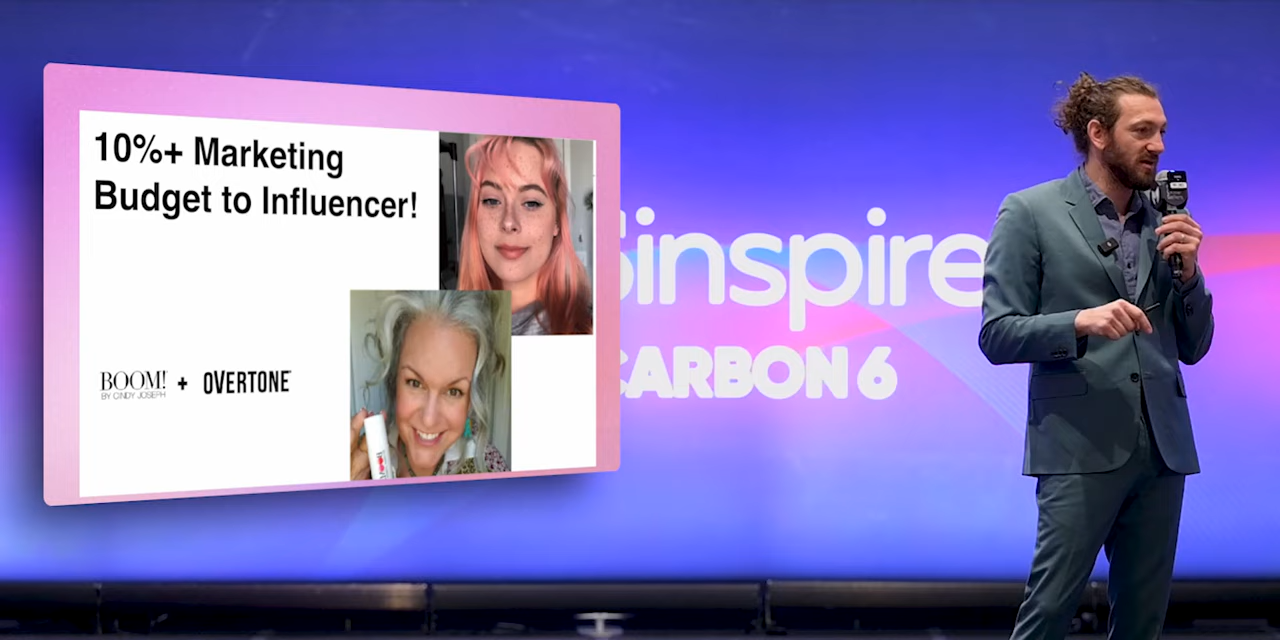 10%+ Marketing
Budget to Influencer!
BOOM! + OVERTONE
BY CINDY JOSEPH
inspire
CARBON 6